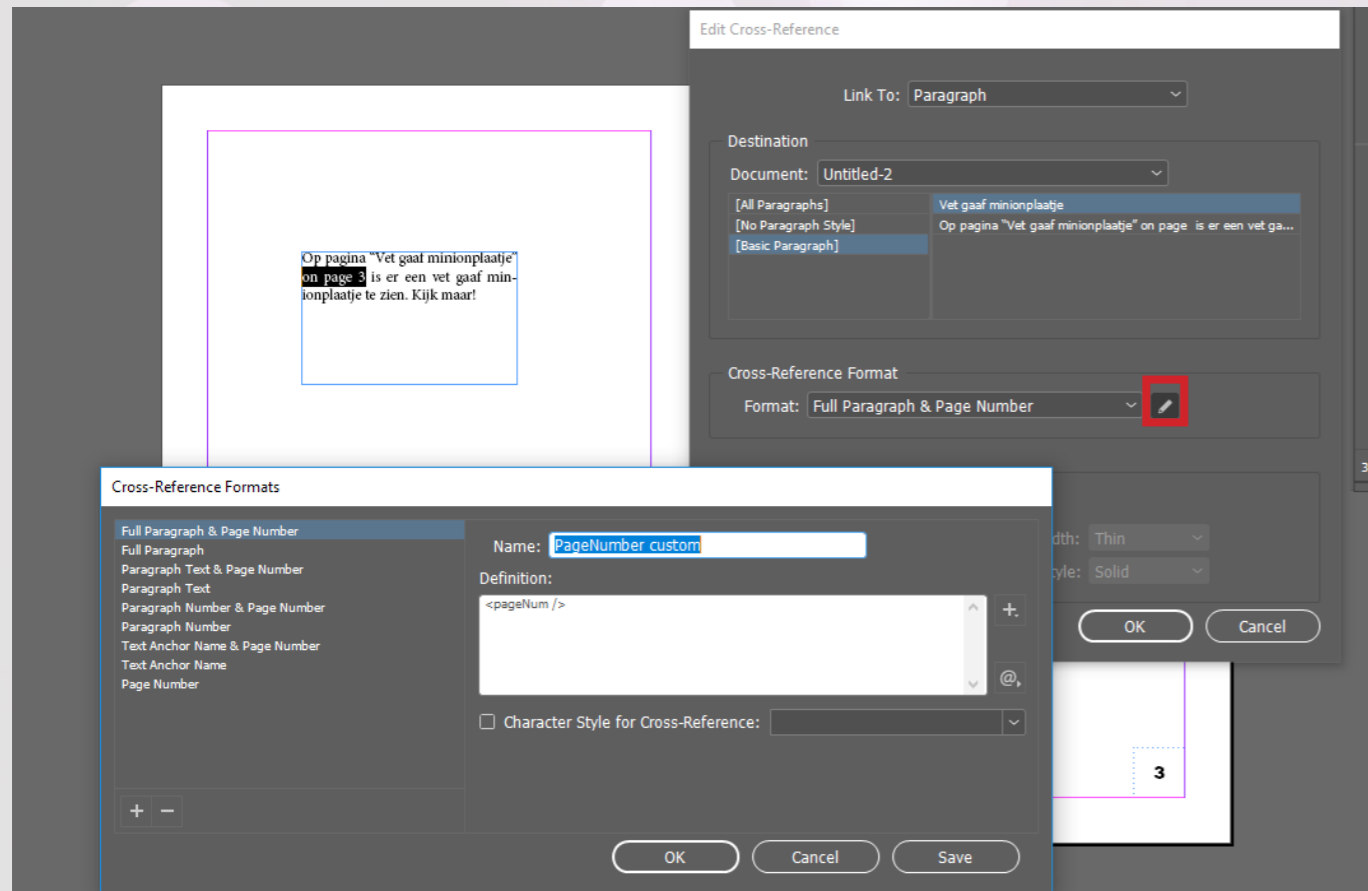 Edit Cross-Reference
Link To: Paragraph
Destination
Document: Untitled-2
[All Paragraphs]
[No Paragraph Style]
[Basic Paragraph]
Vet gaaf minionplaatje
Op pagina "Vet gaaf minionplaatje" on page  is er een vet ga...
Cross-Reference Format
Format: Full Paragraph & Page Number
Op pagina "Vet gaaf minionplaatje"
on page 3 is er een vet gaaf min-
ionplaatje te zien. Kijk maar!
Thin
Solid
OK Cancel
3
3
Cross-Reference Formats
Full Paragraph & Page Number
Full Paragraph
Paragraph Text & Page Number
Paragraph Text
Paragraph Number & Page Number
Paragraph Number
Text Anchor Name & Page Number
Text Anchor Name
Page Number
Name: PageNumber custom
Definition:
<pageNum />
Character Style for Cross-Reference:
OK Cancel Save